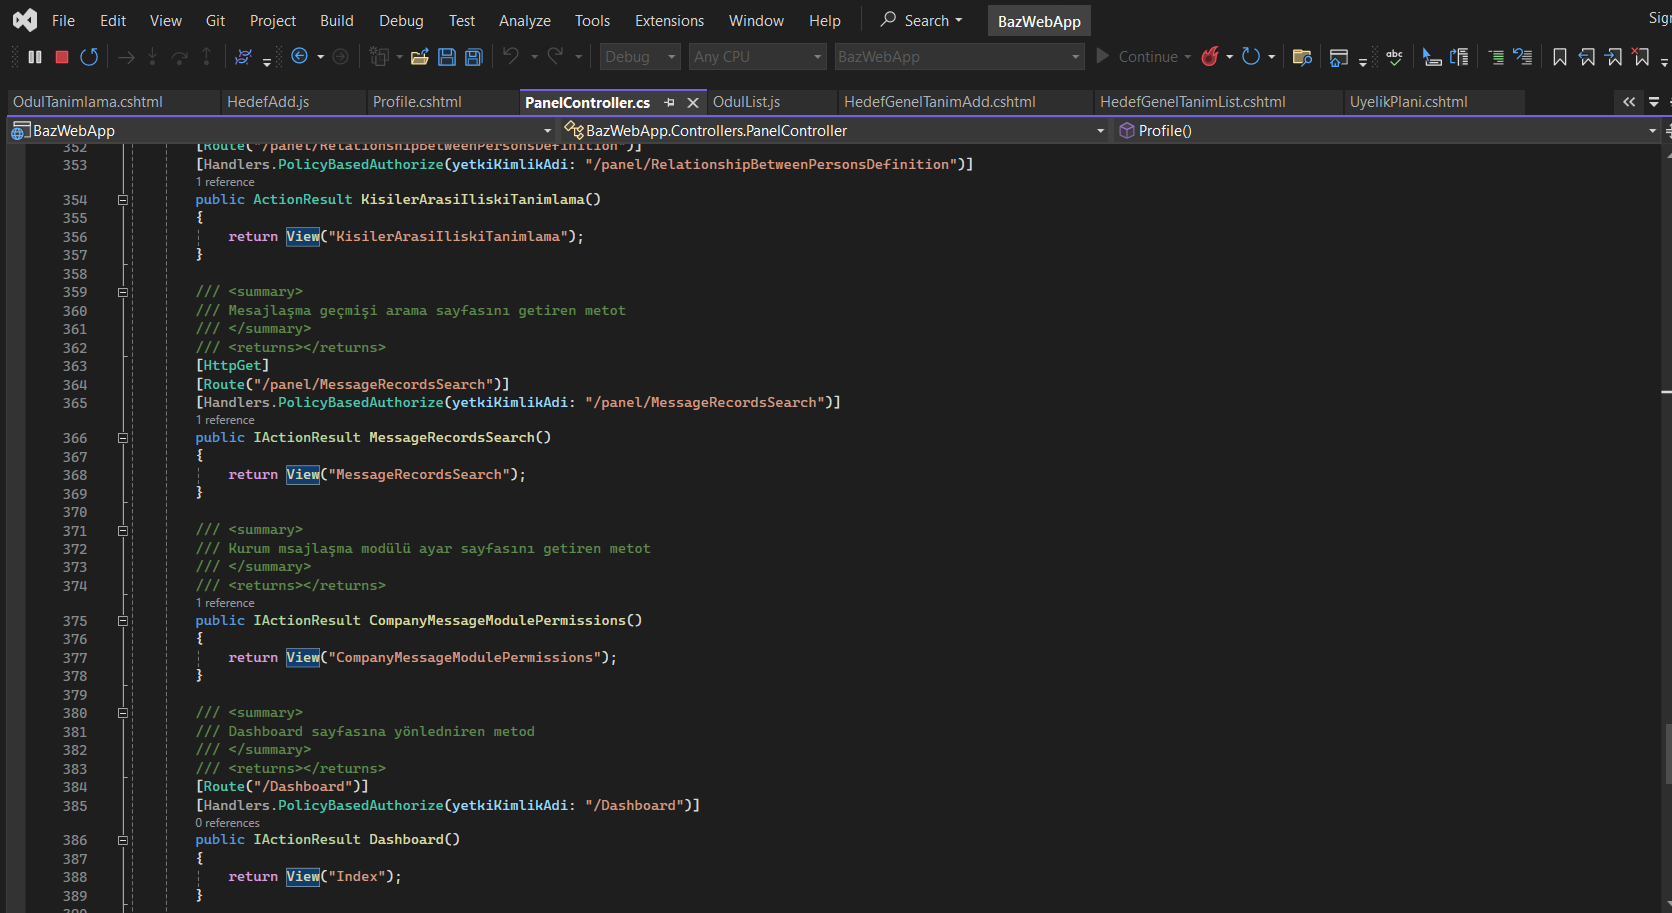 File Edit View Git Project Build Debug Test Analyze Tools Extensions Window Help Search BazWebApp
Debug Any CPU BazWebApp Continue abc
OdulTanimlama.cshtml HedefAdd.js Profile.cshtml PanelController.cs OdulList.js HedefGenelTanimAdd.cshtml HedefGenelTanimList.cshtml UyelikPlani.cshtml
BazWebApp BazWebApp.Controllers.PanelController Profile()
352 [Route("/panel/RelationshipBetweenPersonsDefinition")]
353 [Handlers.PolicyBasedAuthorize(yetkiKimlikAdi: "/panel/RelationshipBetweenPersonsDefinition")]
1 reference
354 public ActionResult KisilerArasiIliskiTanimlama()
355 {
356 return View("KisilerArasiIliskiTanimlama");
357 }
358
359 /// <summary>
360 /// Mesajlaşma geçmişi arama sayfasını getiren metot
361 /// </summary>
362 /// <returns></returns>
363 [HttpGet]
364 [Route("/panel/MessageRecordsSearch")]
365 [Handlers.PolicyBasedAuthorize(yetkiKimlikAdi: "/panel/MessageRecordsSearch")]
1 reference
366 public IActionResult MessageRecordsSearch()
367 {
368 return View("MessageRecordsSearch");
369 }
370
371 /// <summary>
372 /// Kurum msajlaşma modülü ayar sayfasını getiren metot
373 /// </summary>
374 /// <returns></returns>
1 reference
375 public IActionResult CompanyMessageModulePermissions()
376 {
377 return View("CompanyMessageModulePermissions");
378 }
379
380 /// <summary>
381 /// Dashboard sayfasına yönledniren metod
382 /// </summary>
383 /// <returns></returns>
384 [Route("/Dashboard")]
385 [Handlers.PolicyBasedAuthorize(yetkiKimlikAdi: "/Dashboard")]
0 references
386 public IActionResult Dashboard()
387 {
388 return View("Index");
389 }